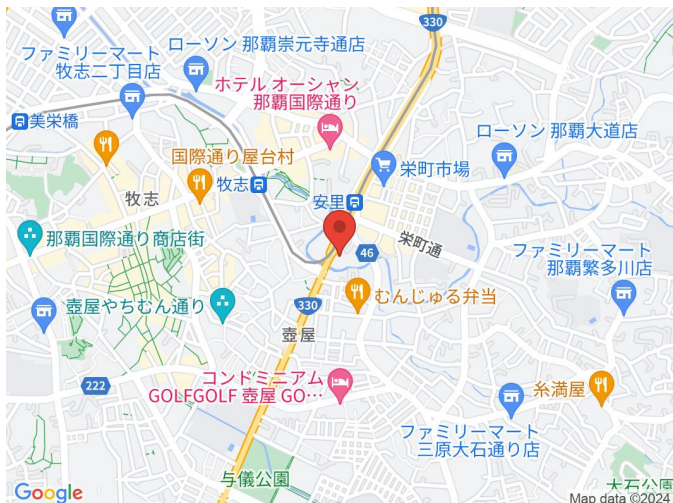 330
ファミリーマート
牧志二丁目店
ローソン 那覇崇元寺通店
ホテル オーシャン
那覇国際通り
美栄橋
ローソン 那覇大道店
国際通り屋台村
栄町市場
牧志
牧志
安里
那覇国際通り商店街
栄町通
46
ファミリーマート
那覇繁多川店
壺屋やちむん通り
330
むんじゅる弁当
壺屋
222
コンドミニアム
GOLFGOLF 壺屋 GO…
糸満屋
ファミリーマート
三原大石通り店
与儀公園
大石公園
Google
Map data ©2024